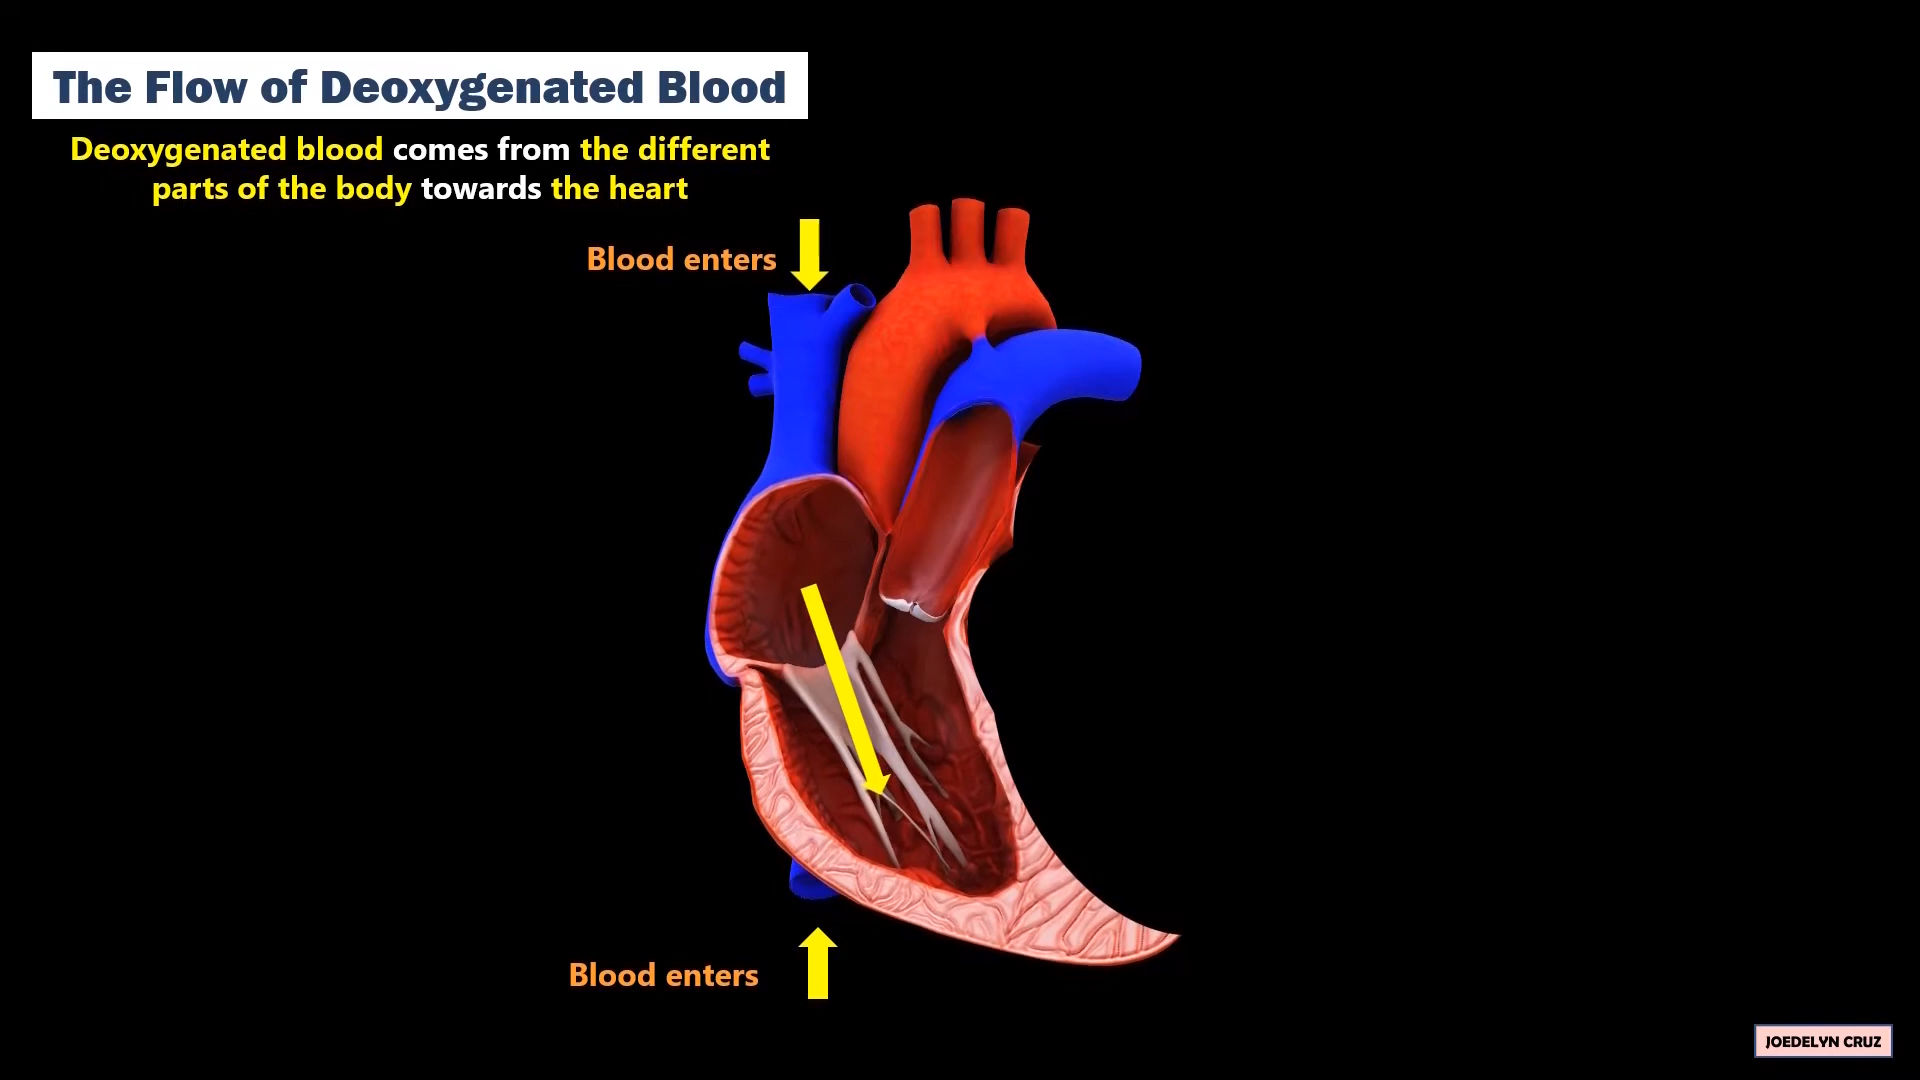 The Flow of Deoxygenated Blood
Deoxygenated blood comes from the different
parts of the body towards the heart
Blood enters
Blood enters
JOEDELYN CRUZ